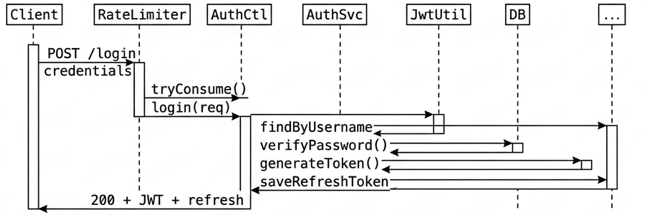 Client RateLimiter AuthCtl AuthSvc JwtUtil DB ...
POST /login
credentials
tryConsume()
login(req)
findByUsername
verifyPassword()
generateToken()
saveRefreshToken
200 + JWT + refresh